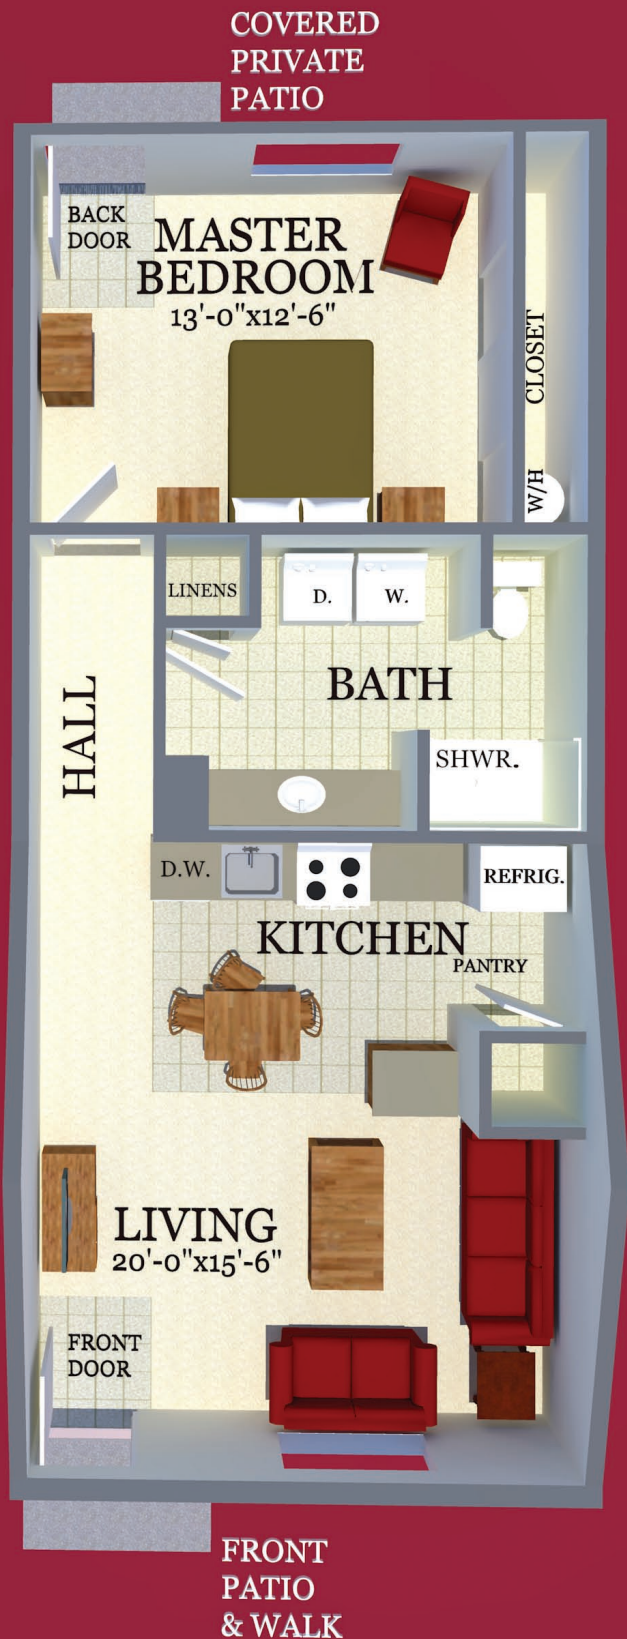 COVERED
PRIVATE
PATIO
BACK
DOOR
MASTER
BEDROOM
13'-0"x12'-6"
CLOSET
W/H
LINENS
D.
W.
BATH
HALL
SHWR.
D.W.
REFRIG.
KITCHEN
PANTRY
LIVING
20'-0"x15'-6"
FRONT
DOOR
FRONT
PATIO
& WALK